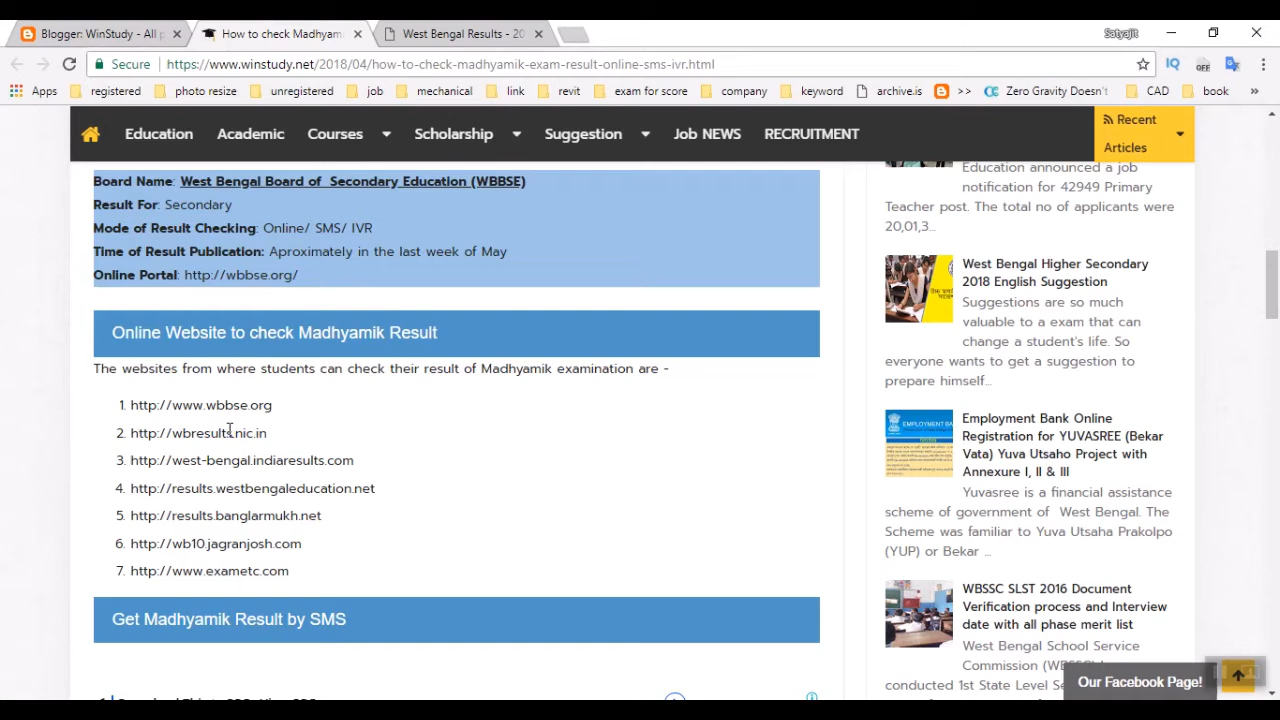 Blogger: WinStudy - All p
How to check Madhyam
West Bengal Results - 20
Satyajit
Secure
https://www.winstudy.net/2018/04/how-to-check-madhyamik-exam-result-online-sms-ivr.html
IQ
OFF
Apps registered photo resize unregistered job mechanical link revit exam for score company keyword archive.is >> Zero Gravity Doesn't CAD book »
Education Academic Courses Scholarship Suggestion Job NEWS RECRUITMENT
Recent
Articles
Board Name: West Bengal Board of Secondary Education (WBBSE)
Result For: Secondary
Mode of Result Checking: Online/ SMS/ IVR
Time of Result Publication: Aproximately in the last week of May
Online Portal: http://wbbse.org/
Online Website to check Madhyamik Result
The websites from where students can check their result of Madhyamik examination are -
1. http://www.wbbse.org
2. http://wbresults.nic.in
3. http://westbengal.indiaresults.com
4. http://results.westbengaleducation.net
5. http://results.banglarmukh.net
6. http://wb10.jagranjosh.com
7. http://www.exametc.com
Get Madhyamik Result by SMS
Education announced a job
notification for 42949 Primary
Teacher post. The total no of applicants were
20,01,3...
West Bengal Higher Secondary
2018 English Suggestion
Suggestions are so much
valuable to a exam that can
change a student's life. So
everyone wants to get a suggestion to
prepare himself...
Employment Bank Online
Registration for YUVASREE (Bekar
Vata) Yuva Utsaho Project with
Annexure I, II & III
Yuvasree is a financial assistance
scheme of government of West Bengal. The
Scheme was familiar to Yuva Utsaha Prakolpo
(YUP) or Bekar ...
WBSSC SLST 2016 Document
Verification process and Interview
date with all phase merit list
West Bengal School Service
Commission
conducted 1st State Level
Our Facebook Page!